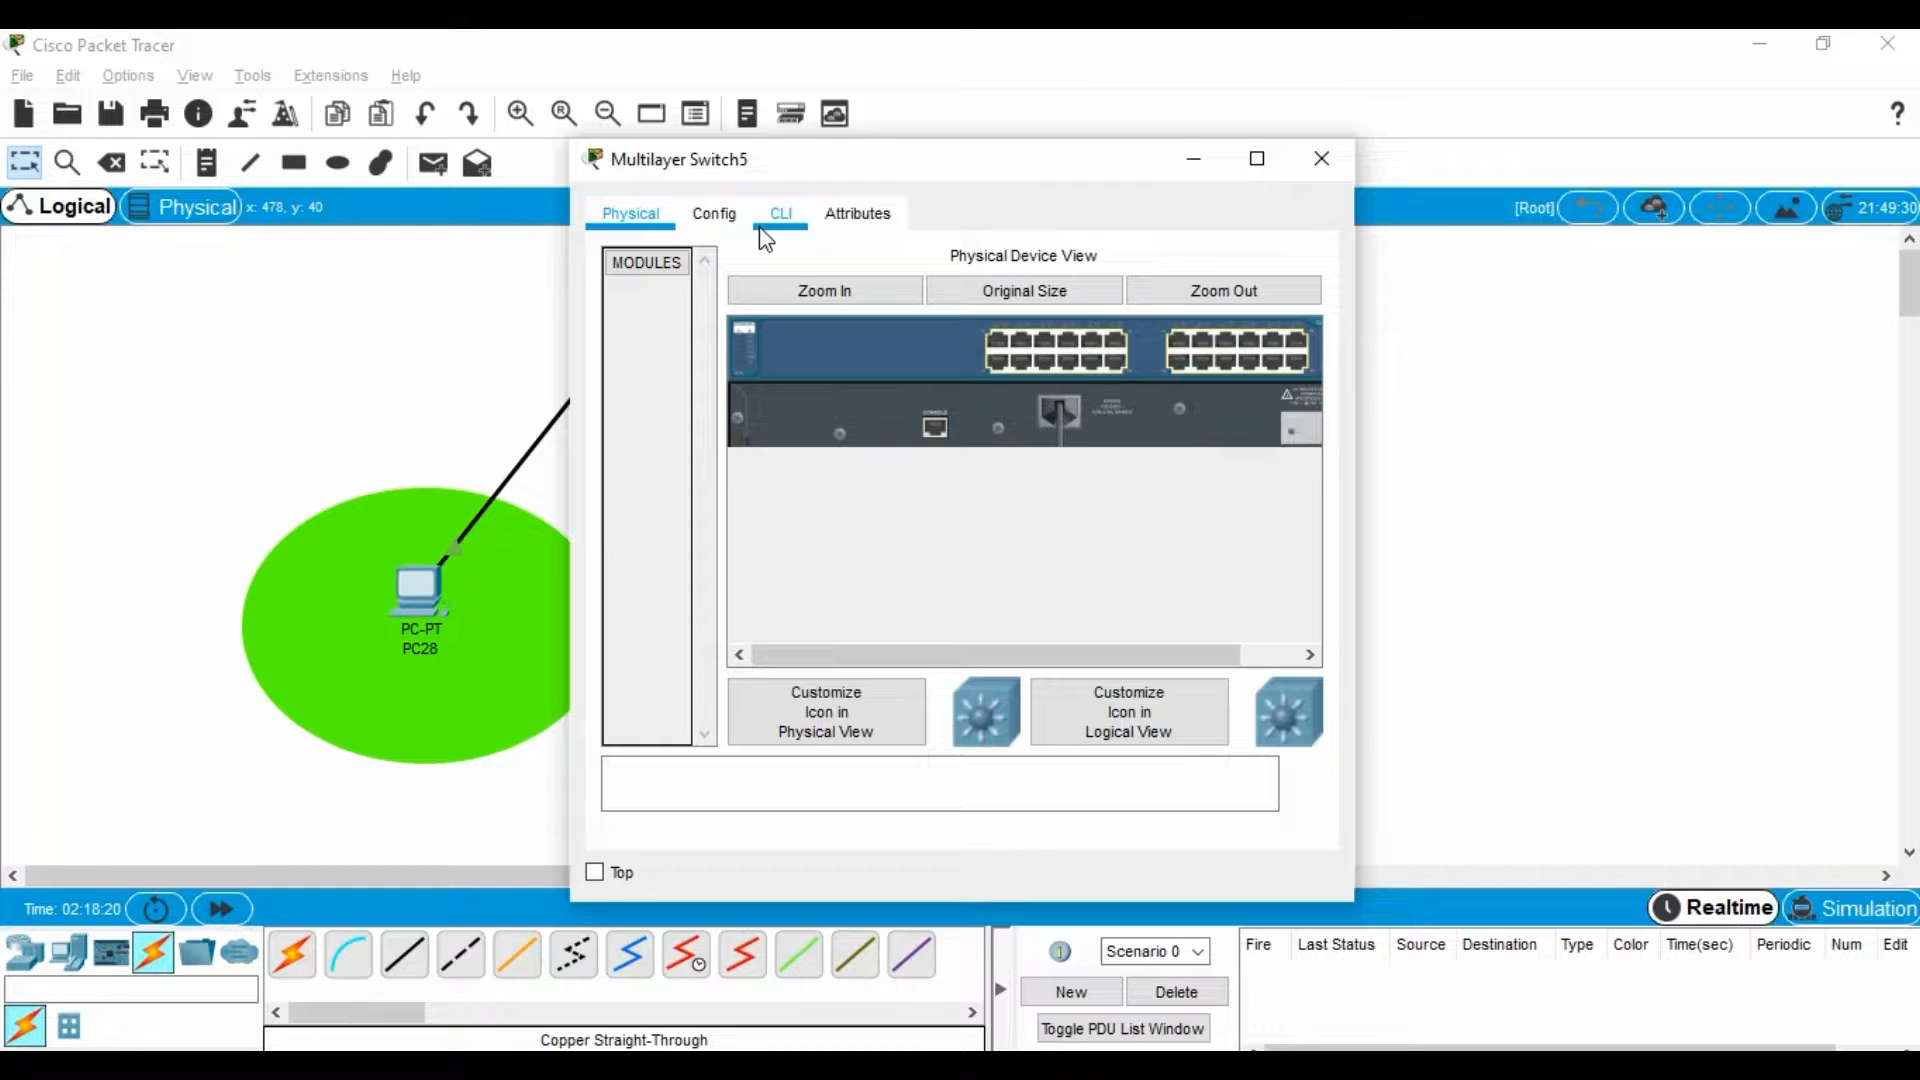 Cisco Packet Tracer
File Edit Options View Tools Extensions Help
Multilayer Switch5
Logical Physical x: 478, y: 40 [Root] 21:49:30
Physical Config CLI Attributes
MODULES
Physical Device View
Zoom In Original Size Zoom Out
CONSOLE
PC-PT
PC28
Customize
Icon in
Physical View
Customize
Icon in
Logical View
Top
Time: 02:18:20 Realtime Simulation
Scenario 0
Fire Last Status Source Destination Type Color Time(sec) Periodic Num Edit
New Delete
Toggle PDU List Window
Copper Straight-Through